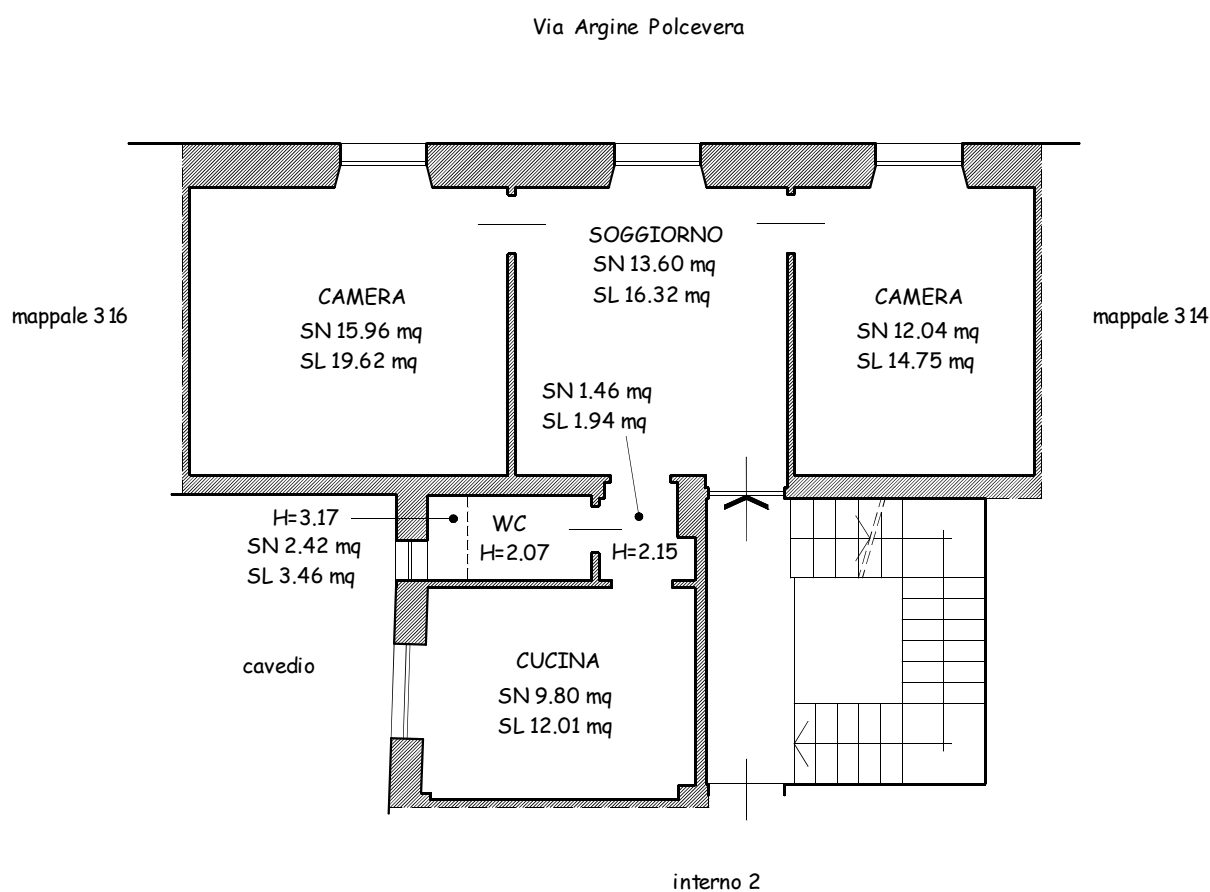 Via Argine Polcevera
SOGGIORNO
SN 13.60 mq
SL 16.32 mq
CAMERA
SN 15.96 mq
SL 19.62 mq
CAMERA
SN 12.04 mq
SL 14.75 mq
mappale 316
mappale 314
SN 1.46 mq
SL 1.94 mq
H=3.17
SN 2.42 mq
SL 3.46 mq
WC
H=2.07
H=2.15
cavedio
CUCINA
SN 9.80 mq
SL 12.01 mq
interno 2